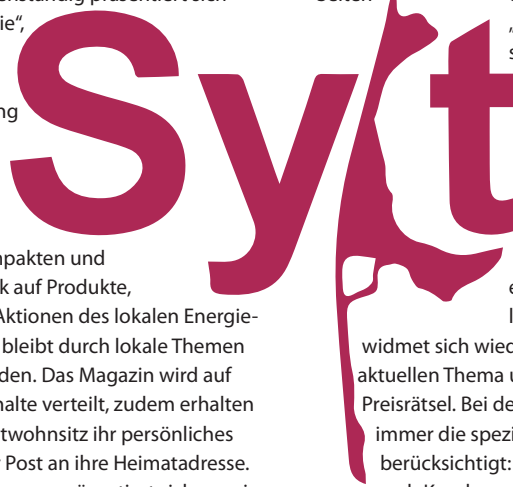 ie“,
Sylt
npakten und
k auf Produkte,
Aktionen des lokalen Energie-
bleibt durch lokale Themen
den. Das Magazin wird auf
halte verteilt, zudem erhalten
twohnsitz ihr persönliches
Post an ihre Heimatadresse.
widmet sich wied
aktuellen Thema u
Preisrätsel. Bei de
immer die spezi
berücksichtigt: